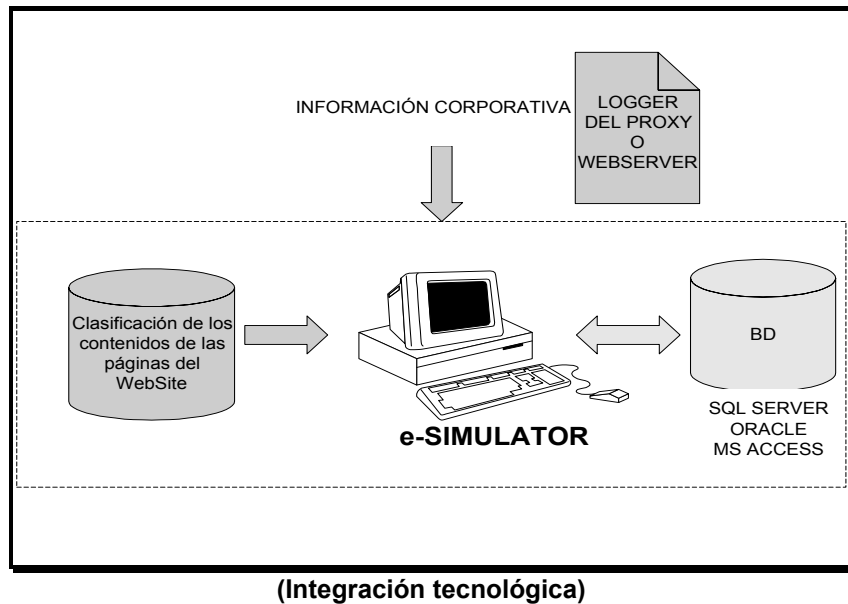 INFORMACIÓN CORPORATIVA
LOGGER
DEL PROXY
O
WEBSERVER
Clasificación de los
contenidos de las
páginas del
WebSite
e-SIMULATOR
BD
SQL SERVER
ORACLE
MS ACCESS
(Integración tecnológica)